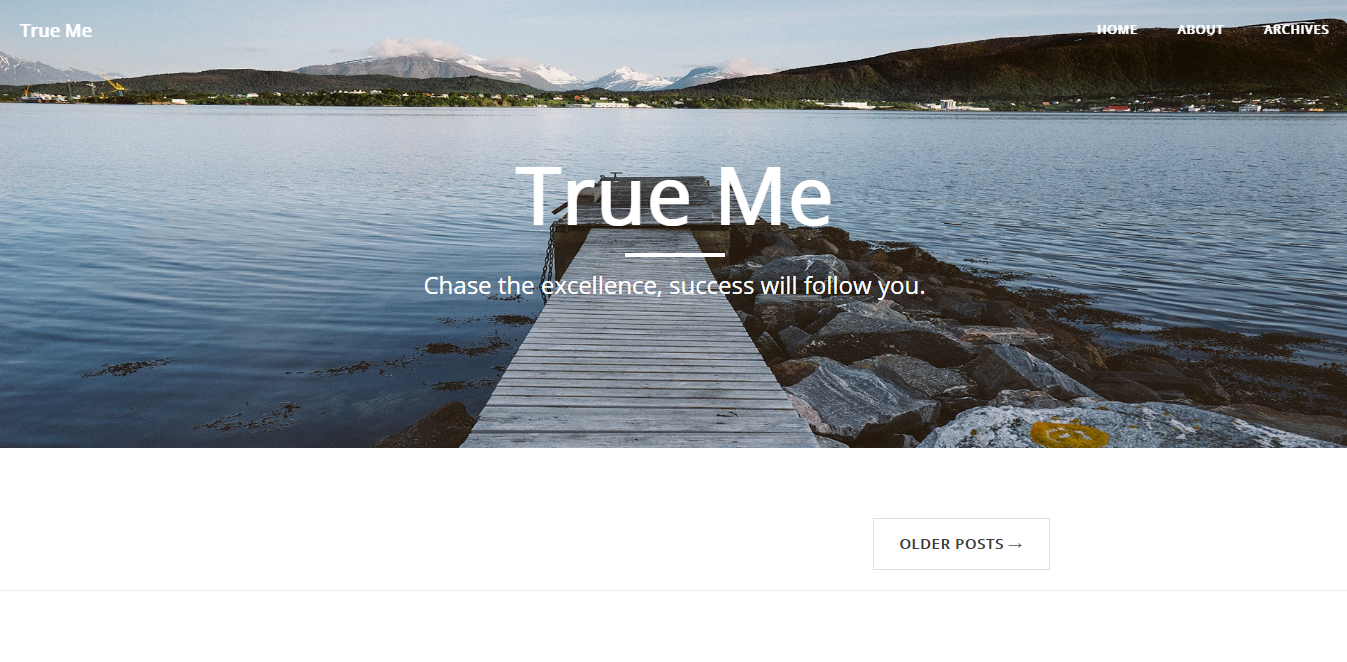 True Me
HOME ABOUT ARCHIVES
True Me
Chase the excellence, success will follow you.
OLDER POSTS →